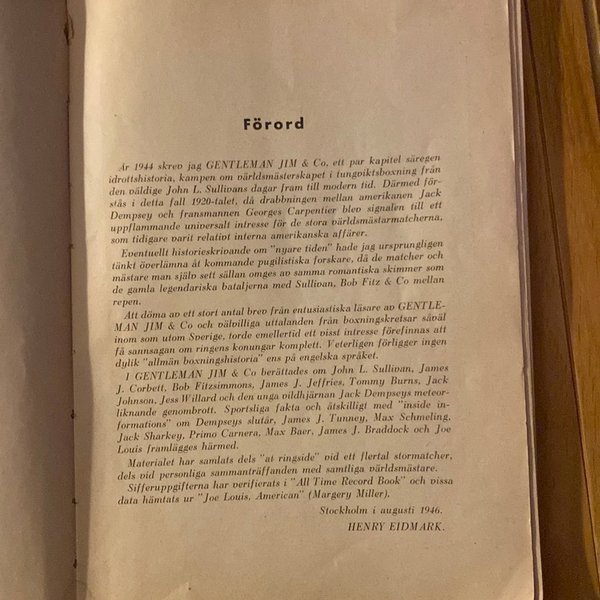 Förord
År 1944 skrev jag GENTLEMAN JIM & Co, ett par kapitel säregen
idrottshistoria, kampen om världsmästerskapet i tungviktsboxning från
den väldige John L. Sullivans dagar fram till modern tid. Därmed för-
stås i detta fall 1920-talet, då drabbningen mellan amerikanen Jack
Dempsey och fransmannen Georges Carpentier blev signalen till ett
uppflammande universalt intresse för de stora världsmästarmatcherna,
som tidigare varit relativt interna amerikanska affärer.
Eventuellt historieskrivande om "nyare tiden" hade jag ursprungligen
tänkt överlämna åt kommande pugilistiska forskare, då de matcher och
mästare man själv sett sällan omges av samma romantiska skimmer som
de gamla legendariska bataljerna med Sullivan, Bob Fitz & Co mellan
repen.
Att döma av ett stort antal brev från entusiastiska läsare av GENTLE-
MAN JIM & Co och välvilliga uttalanden från boxningskretsar såväl
inom som utom Sverige, torde emellertid ett visst intresse förefinnas att
få sannsagan om ringens konungar komplett. Veterligen förligger ingen
dylik "allmän boxningshistoria" ens på engelska språket.
I GENTLEMAN JIM & Co berättades om John L. Sullivan, James
J. Corbett, Bob Fitzsimmons, James J. Jeffries, Tommy Burns, Jack
Johnson, Jess Willard och den unga vildhjärnan Jack Dempseys meteor-
liknande genombrott. Sportsliga fakta och åtskilligt med "inside in-
formations" om Dempseys slutår, James J. Tunney, Max Schmeling,
Jack Sharkey, Primo Carnera, Max Baer, James J. Braddock och Joe
Louis framlägges härmed.
Materialet har samlats dels "at ringside" vid ett flertal stormatcher,
dels vid personliga sammanträffanden med samtliga världsmästare.
Sifferuppgifterna har verifierats i "All Time Record Book" och vissa
data hämtats ur "Joe Louis, American" (Margery Miller).
Stockholm i augusti 1946.
HENRY EIDMARK.